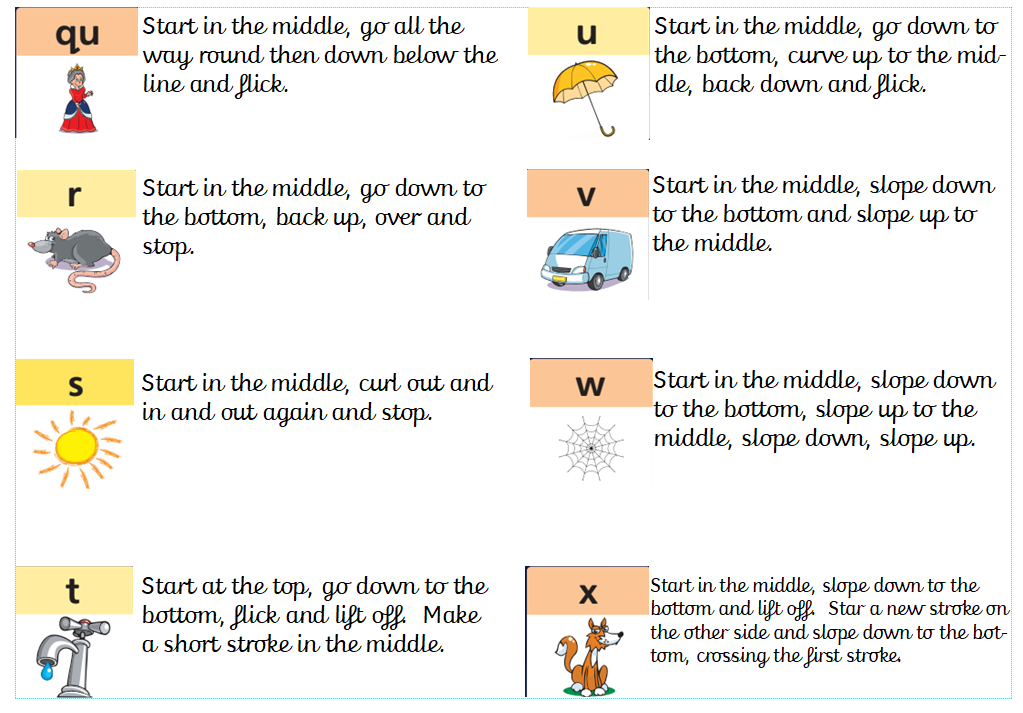 qu
Start in the middle, go all the
way round then down below the
line and flick.
r
Start in the middle, go down to
the bottom, back up, over and
stop.
s
Start in the middle, curl out and
in and out again and stop.
t
Start at the top, go down to the
bottom, flick and lift off.  Make
a short stroke in the middle.
u
Start in the middle, go down to
the bottom, curve up to the mid-
dle, back down and flick.
v
Start in the middle, slope down
to the bottom and slope up to
the middle.
w
Start in the middle, slope down
to the bottom, slope up to the
middle, slope down, slope up.
x
Start in the middle, slope down to the
bottom and lift off.  Star a new stroke on
the other side and slope down to the bot-
tom, crossing the first stroke.